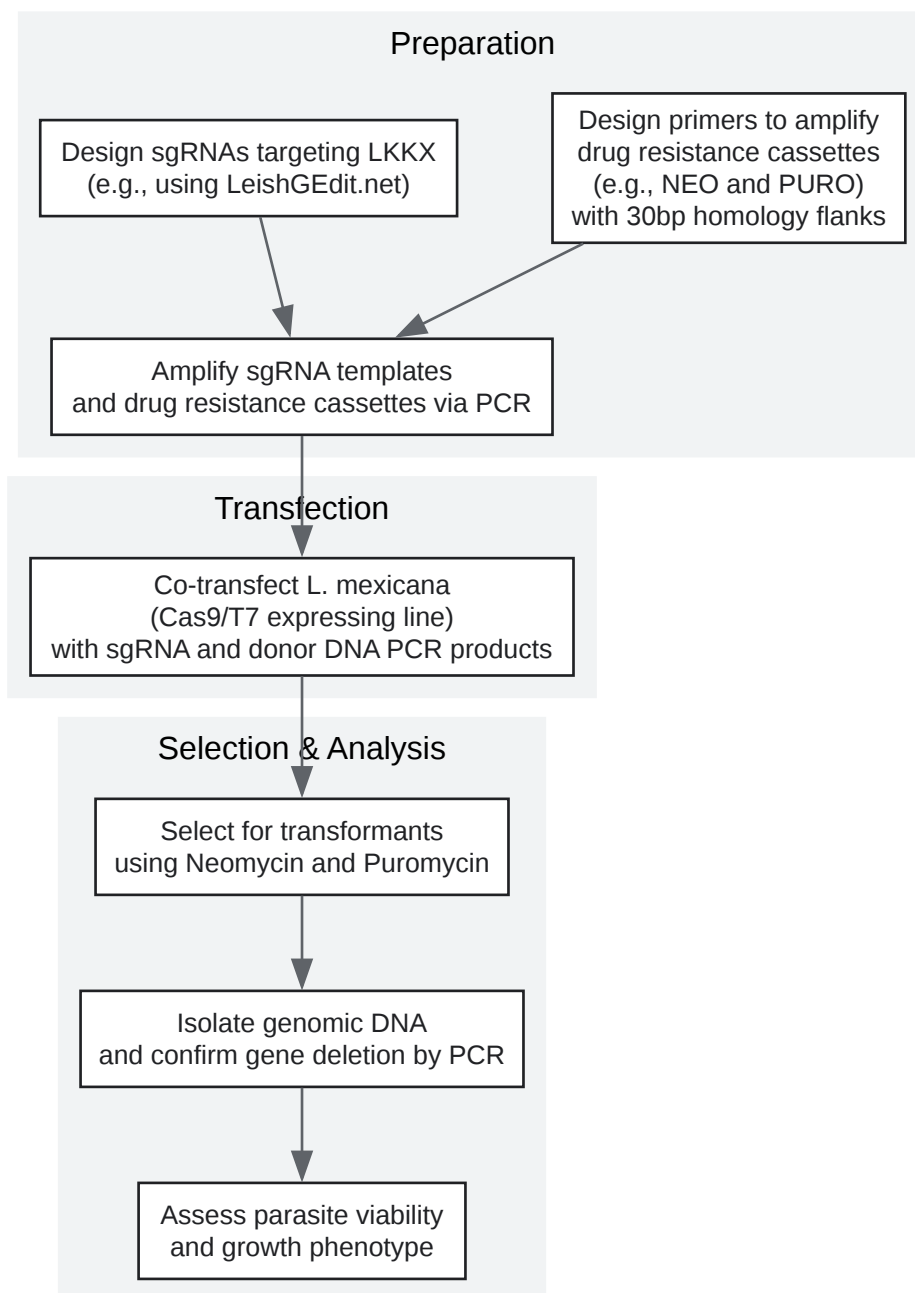 Preparation
Design sgRNAs targeting LKKX
(e.g., using LeishGEdit.net)
Design primers to amplify
drug resistance cassettes
(e.g., NEO and PURO)
with 30bp homology flanks
Amplify sgRNA templates
and drug resistance cassettes via PCR
Transfection
Co-transfect L. mexicana
(Cas9/T7 expressing line)
with sgRNA and donor DNA PCR products
Selection & Analysis
Select for transformants
using Neomycin and Puromycin
Isolate genomic DNA
and confirm gene deletion by PCR
Assess parasite viability
and growth phenotype